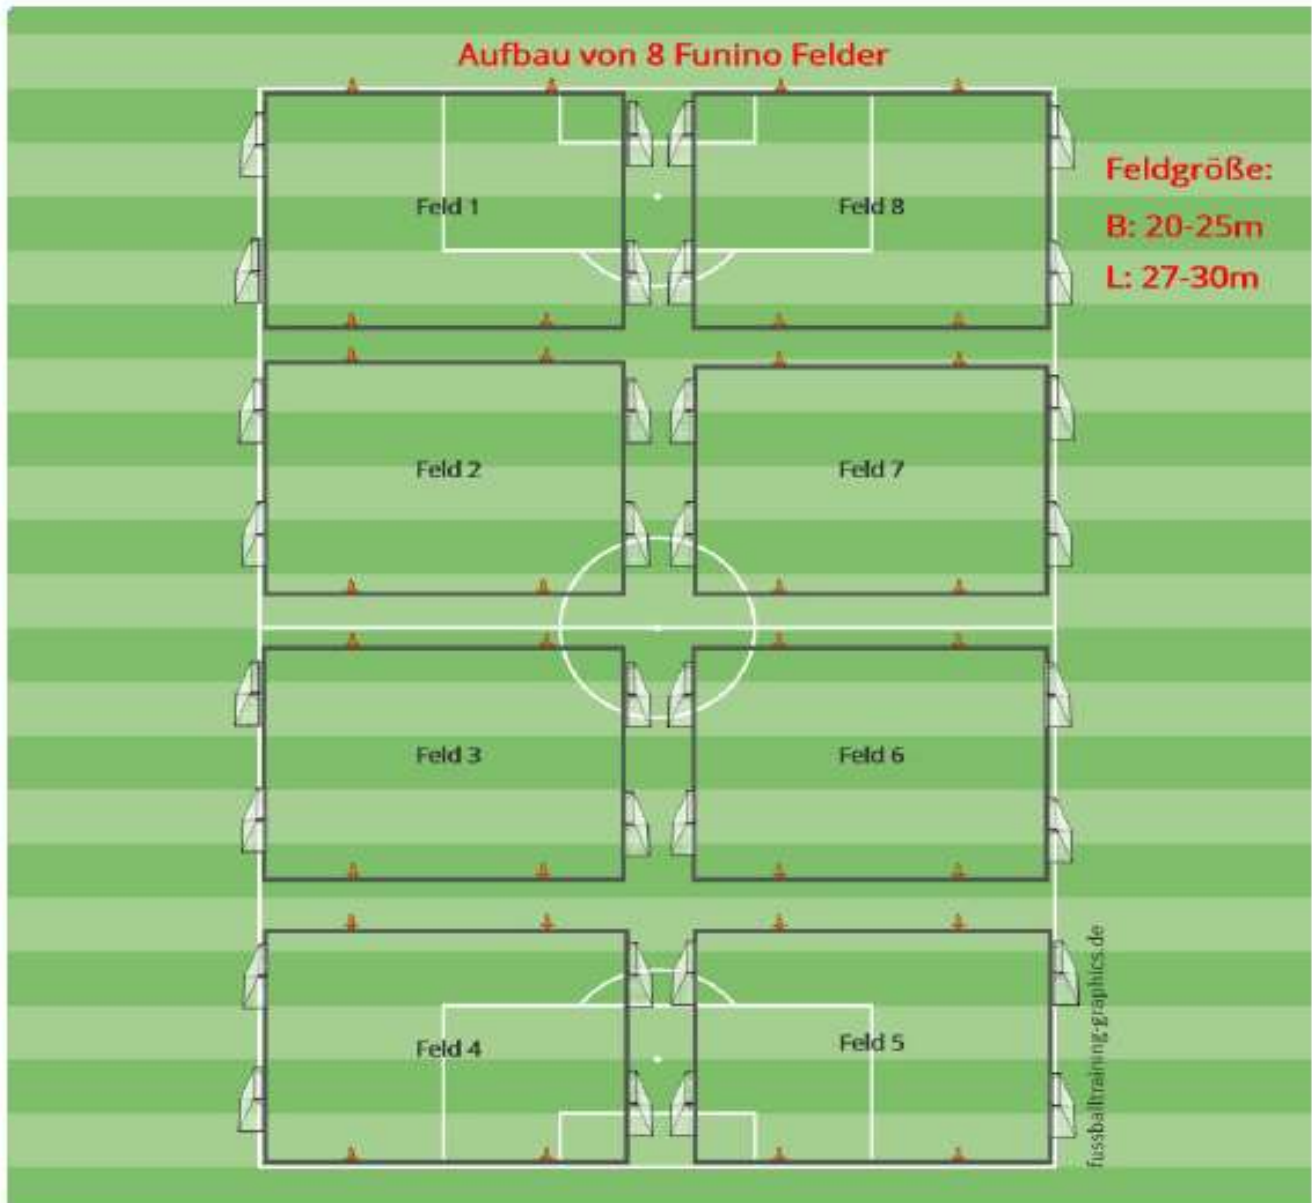 Aufbau von 8 Funino Felder
Feldgröße:
B: 20-25m
L: 27-30m
Feld 1
Feld 8
Feld 2
Feld 7
Feld 3
Feld 6
Feld 4
Feld 5
fussballtraining-graphics.de